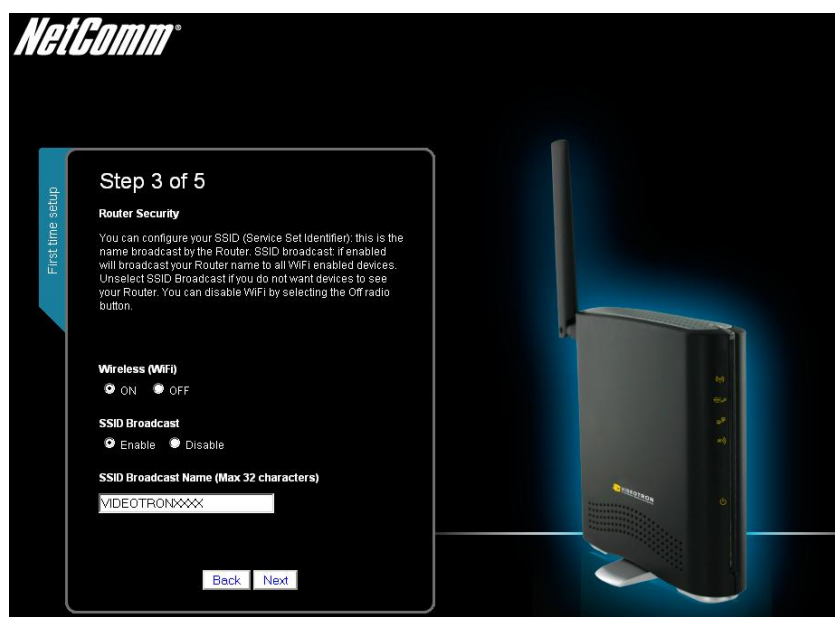 NetComm®
First time setup
Step 3 of 5
Router Security
You can configure your SSID (Service Set Identifier): this is the
name broadcast by the Router. SSID broadcast: if enabled
will broadcast your Router name to all WiFi enabled devices.
Unselect SSID Broadcast if you do not want devices to see
your Router. You can disable WiFi by selecting the Off radio
button.
Wireless (WiFi)
ON OFF
SSID Broadcast
Enable Disable
SSID Broadcast Name (Max 32 characters)
VIDEOTRONXXXX
Back Next
VIDEOTRON